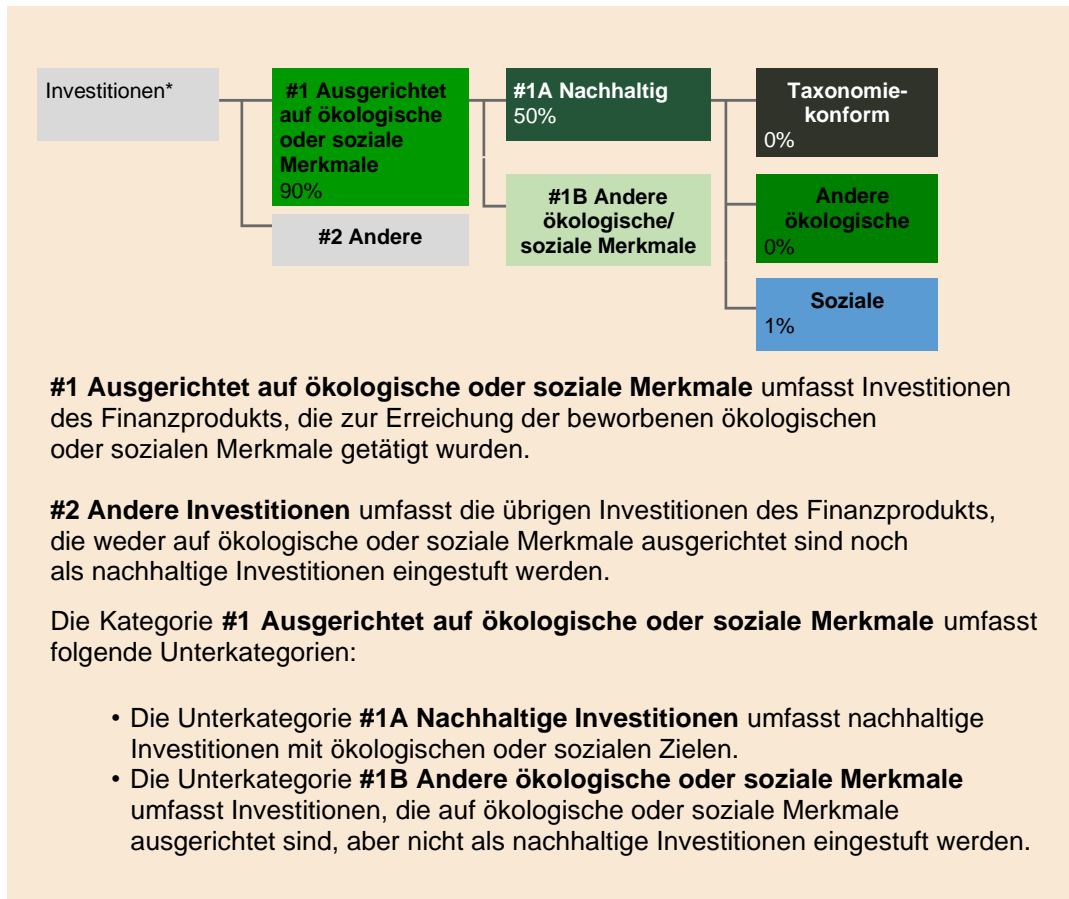 Investitionen*
#1 Ausgerichtet
auf ökologische
oder soziale
Merkmale
90%
#2 Andere
#1A Nachhaltig
50%
#1B Andere
ökologische/
soziale Merkmale
Taxonomie-
konform
0%
Andere
ökologische
0%
Soziale
1%
#1 Ausgerichtet auf ökologische oder soziale Merkmale umfasst Investitionen
des Finanzprodukts, die zur Erreichung der beworbenen ökologischen
oder sozialen Merkmale getätigt wurden.
#2 Andere Investitionen umfasst die übrigen Investitionen des Finanzprodukts,
die weder auf ökologische oder soziale Merkmale ausgerichtet sind noch
als nachhaltige Investitionen eingestuft werden.
Die Kategorie #1 Ausgerichtet auf ökologische oder soziale Merkmale umfasst
folgende Unterkategorien:
• Die Unterkategorie #1A Nachhaltige Investitionen umfasst nachhaltige
Investitionen mit ökologischen oder sozialen Zielen.
• Die Unterkategorie #1B Andere ökologische oder soziale Merkmale
umfasst Investitionen, die auf ökologische oder soziale Merkmale
ausgerichtet sind, aber nicht als nachhaltige Investitionen eingestuft werden.